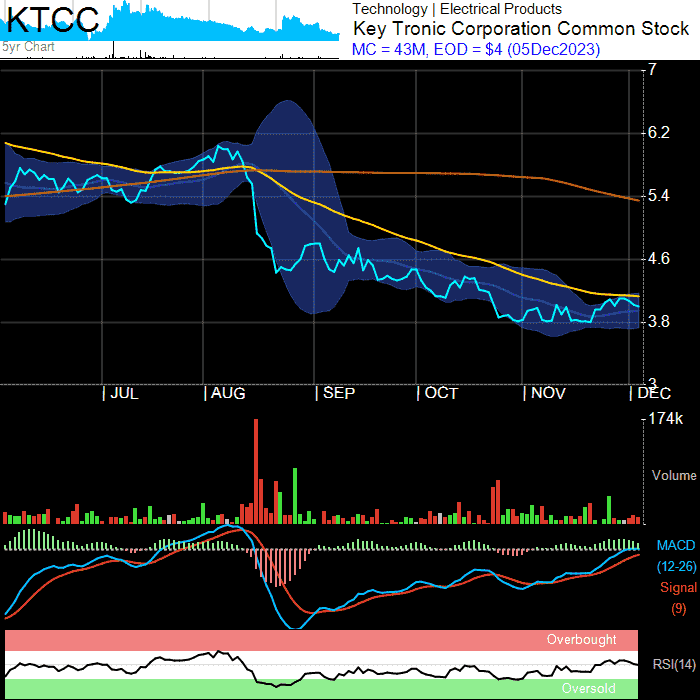 KTCC
5yr Chart
Technology | Electrical Products
Key Tronic Corporation Common Stock
MC = 43M, EOD = $4 (05Dec2023)
7
6.2
5.4
4.6
3.8
3
| JUL | AUG | SEP | OCT | NOV | DEC
174k
Volume
MACD
(12-26)
Signal
(9)
Overbought
RSI(14)
Oversold